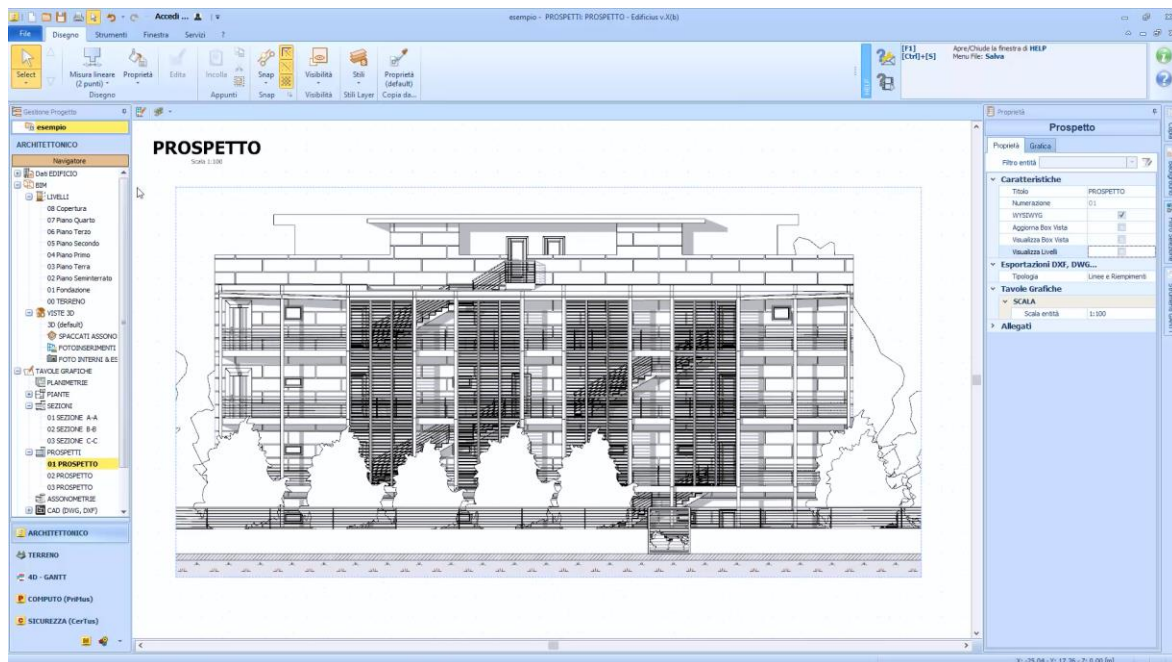 Accedi ...
esempio - PROSPETTI: PROSPETTO - Edificius v.X(b)
File Disegno Strumenti Finestra Servizi ?
Select
Misura lineare (2 punti)
Proprietà
Edita
Incolla
Snap
Visibilità
Stili
Proprietà (default)
Disegno Appunti Snap Visibilità Stili Layer Copia da...
HELP
[F1] Apre/Chiude la finestra di HELP
[Ctrl]+[S] Menu File: Salva
Gestione Progetto
esempio
ARCHITETTONICO
Navigatore
Dati EDIFICIO
BIM
LIVELLI
08 Copertura
07 Piano Quarto
06 Piano Terzo
05 Piano Secondo
04 Piano Primo
03 Piano Terra
02 Piano Seminterrato
01 Fondazione
00 TERRENO
VISTE 3D
3D (default)
SPACCATI ASSONO
FOTOINSERIMENTI
FOTO INTERNI & ES
TAVOLE GRAFICHE
PLANIMETRIE
PIANTE
SEZIONI
01 SEZIONE A-A
02 SEZIONE B-B
03 SEZIONE C-C
PROSPETTI
01 PROSPETTO
02 PROSPETTO
03 PROSPETTO
ASSONOMETRIE
CAD (DWG, DXF)
ARCHITETTONICO
TERRENO
4D - GANTT
COMPUTO (PriMus)
SICUREZZA (CerTus)
PROSPETTO
Scala 1:100
Proprietà
Prospetto
Proprietà Grafica
Filtro entità
Caratteristiche
Titolo PROSPETTO
Numerazione 01
WYSIWYG
Aggiorna Box Vista
Visualizza Box Vista
Visualizza Livelli
Esportazioni DXF, DWG...
Tipologia Linee e Riempimenti
Tavole Grafiche
SCALA
Scala entità 1:100
Allegati